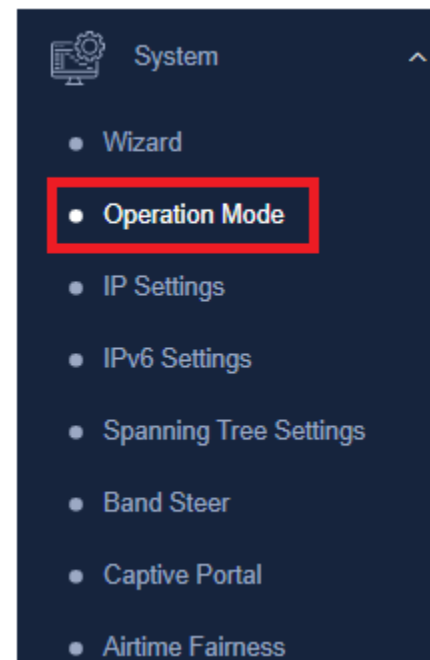 System
Wizard
Operation Mode
IP Settings
IPv6 Settings
Spanning Tree Settings
Band Steer
Captive Portal
Airtime Fairness